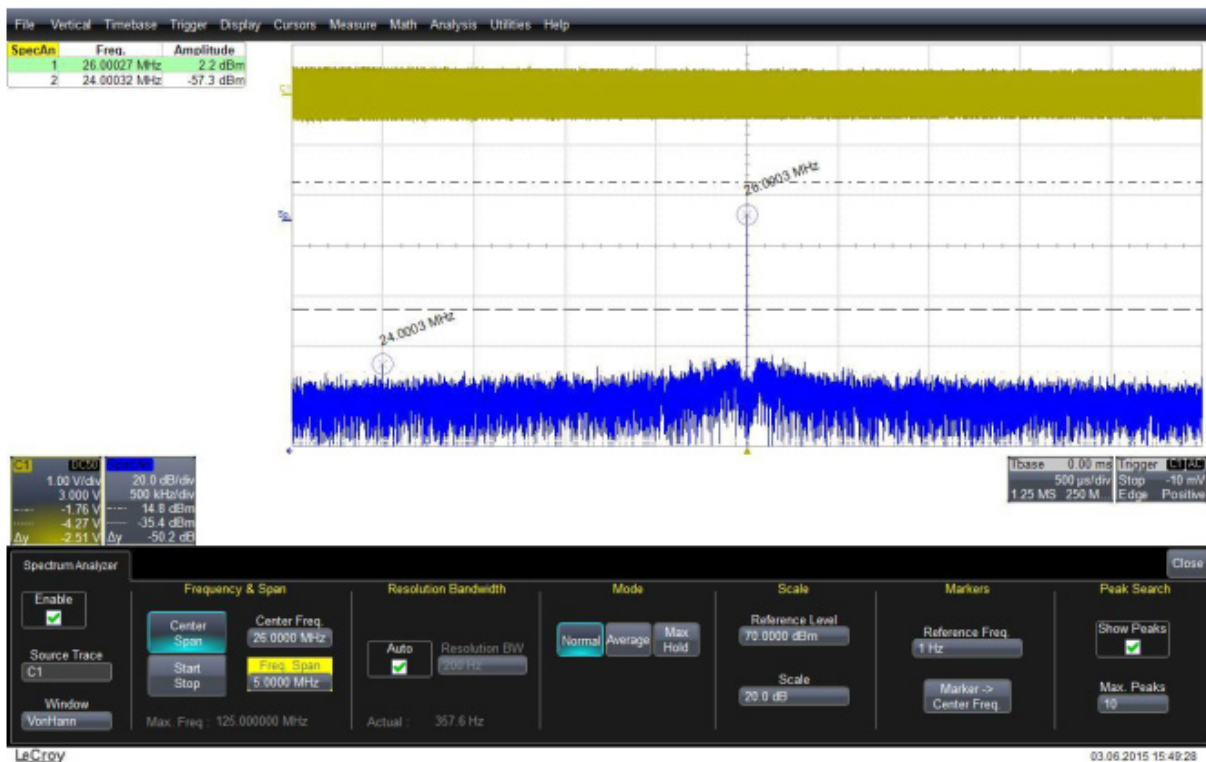 File Vertical Timebase Trigger Display Cursors Measure Math Analysis Utilities Help
SpecAn Freq. Amplitude
1 26.00027 MHz 2.2 dBm
2 24.00032 MHz -57.3 dBm
C1
26.0003 MHz
24.0003 MHz
C1 DC50
1.00 V/div
3.000 V
-1.76 V
-4.27 V
Δy -2.51 V
SpecAn
20.0 dB/div
500 kHz/div
14.8 dBm
-35.4 dBm
Δy -50.2 dB
Tbase 0.00 ms
500 µs/div
1.25 MS 250 M...
Trigger C1 AC
Stop -10 mV
Edge Positive
Spectrum Analyzer
Close
Enable
Source Trace
C1
Window
VonHann
Frequency & Span
Center
Span
Start
Stop
Center Freq.
26.0000 MHz
Freq. Span
5.0000 MHz
Max. Freq : 125.000000 MHz
Resolution Bandwidth
Auto
Resolution BW
200 Hz
Actual : 357.6 Hz
Mode
Normal
Average
Max
Hold
Scale
Reference Level
70.0000 dBm
Scale
20.0 dB
Markers
Reference Freq.
1 Hz
Marker ->
Center Freq.
Peak Search
Show Peaks
Max. Peaks
10
LeCroy
03.06.2015 15:49:28